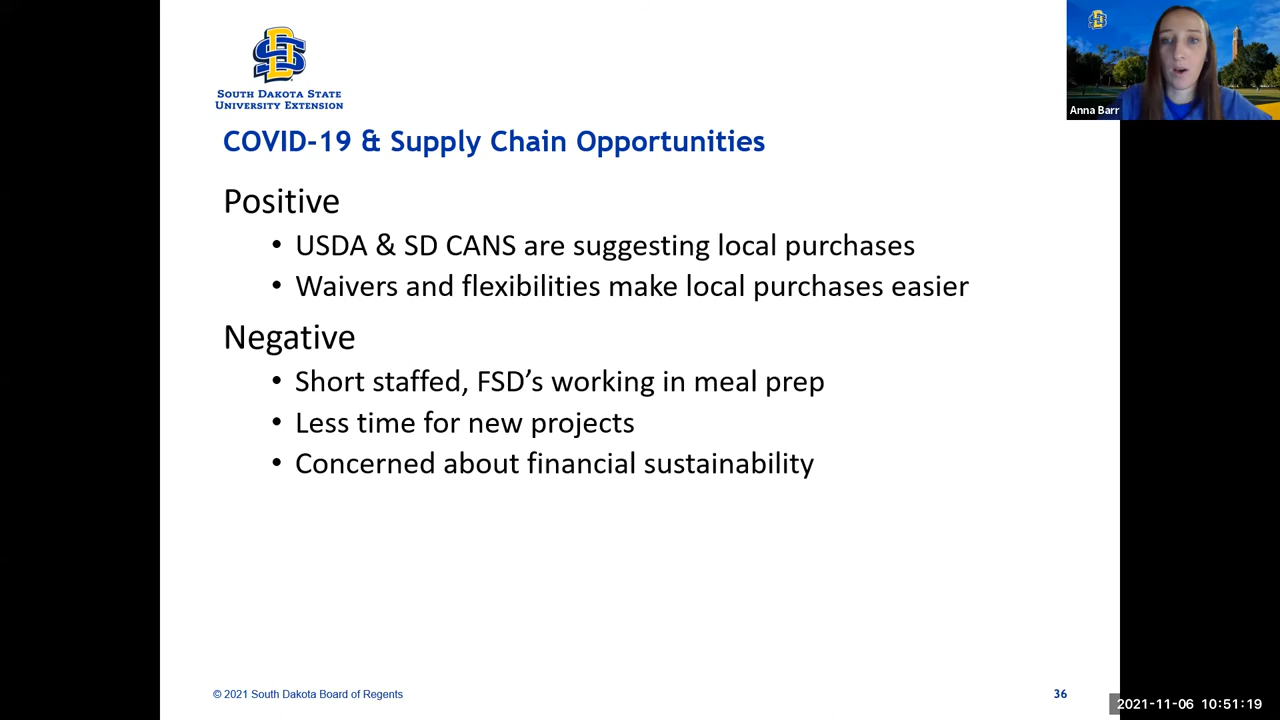 SOUTH DAKOTA STATE
UNIVERSITY EXTENSION
Anna Barr
COVID-19 & Supply Chain Opportunities
Positive
• USDA & SD CANS are suggesting local purchases
• Waivers and flexibilities make local purchases easier
Negative
• Short staffed, FSD’s working in meal prep
• Less time for new projects
• Concerned about financial sustainability
© 2021 South Dakota Board of Regents
36
2021-11-06 10:51:19